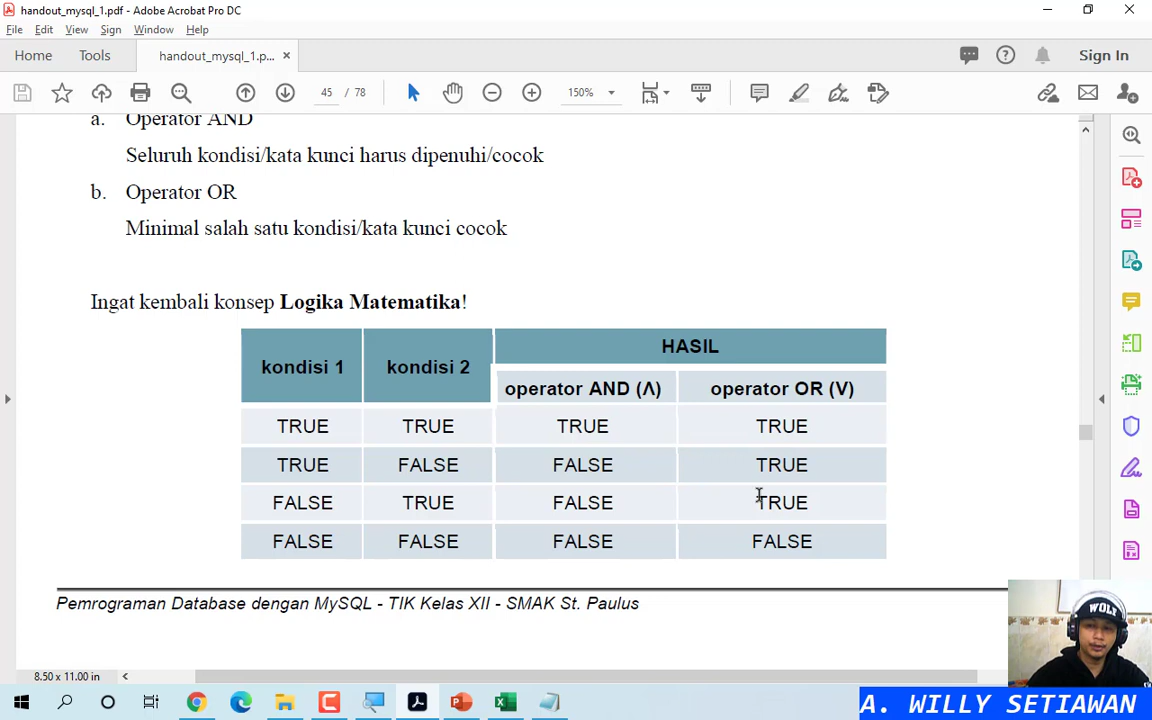 handout_mysql_1.pdf - Adobe Acrobat Pro DC
File Edit View Sign Window Help
Home Tools handout_mysql_1.p... × Sign In
45 / 78 150%
a. Operator AND
Seluruh kondisi/kata kunci harus dipenuhi/cocok
b. Operator OR
Minimal salah satu kondisi/kata kunci cocok
Ingat kembali konsep Logika Matematika!
kondisi 1 kondisi 2 HASIL
operator AND (Λ) operator OR (V)
TRUE TRUE TRUE TRUE
TRUE FALSE FALSE TRUE
FALSE TRUE FALSE TRUE
FALSE FALSE FALSE FALSE
Pemrograman Database dengan MySQL - TIK Kelas XII - SMAK St. Paulus
8.50 x 11.00 in
WOLV
A. WILLY SETIAWAN